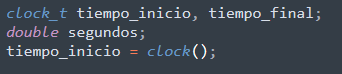 clock_t tiempo_inicio, tiempo_final;
double segundos;
tiempo_inicio = clock();